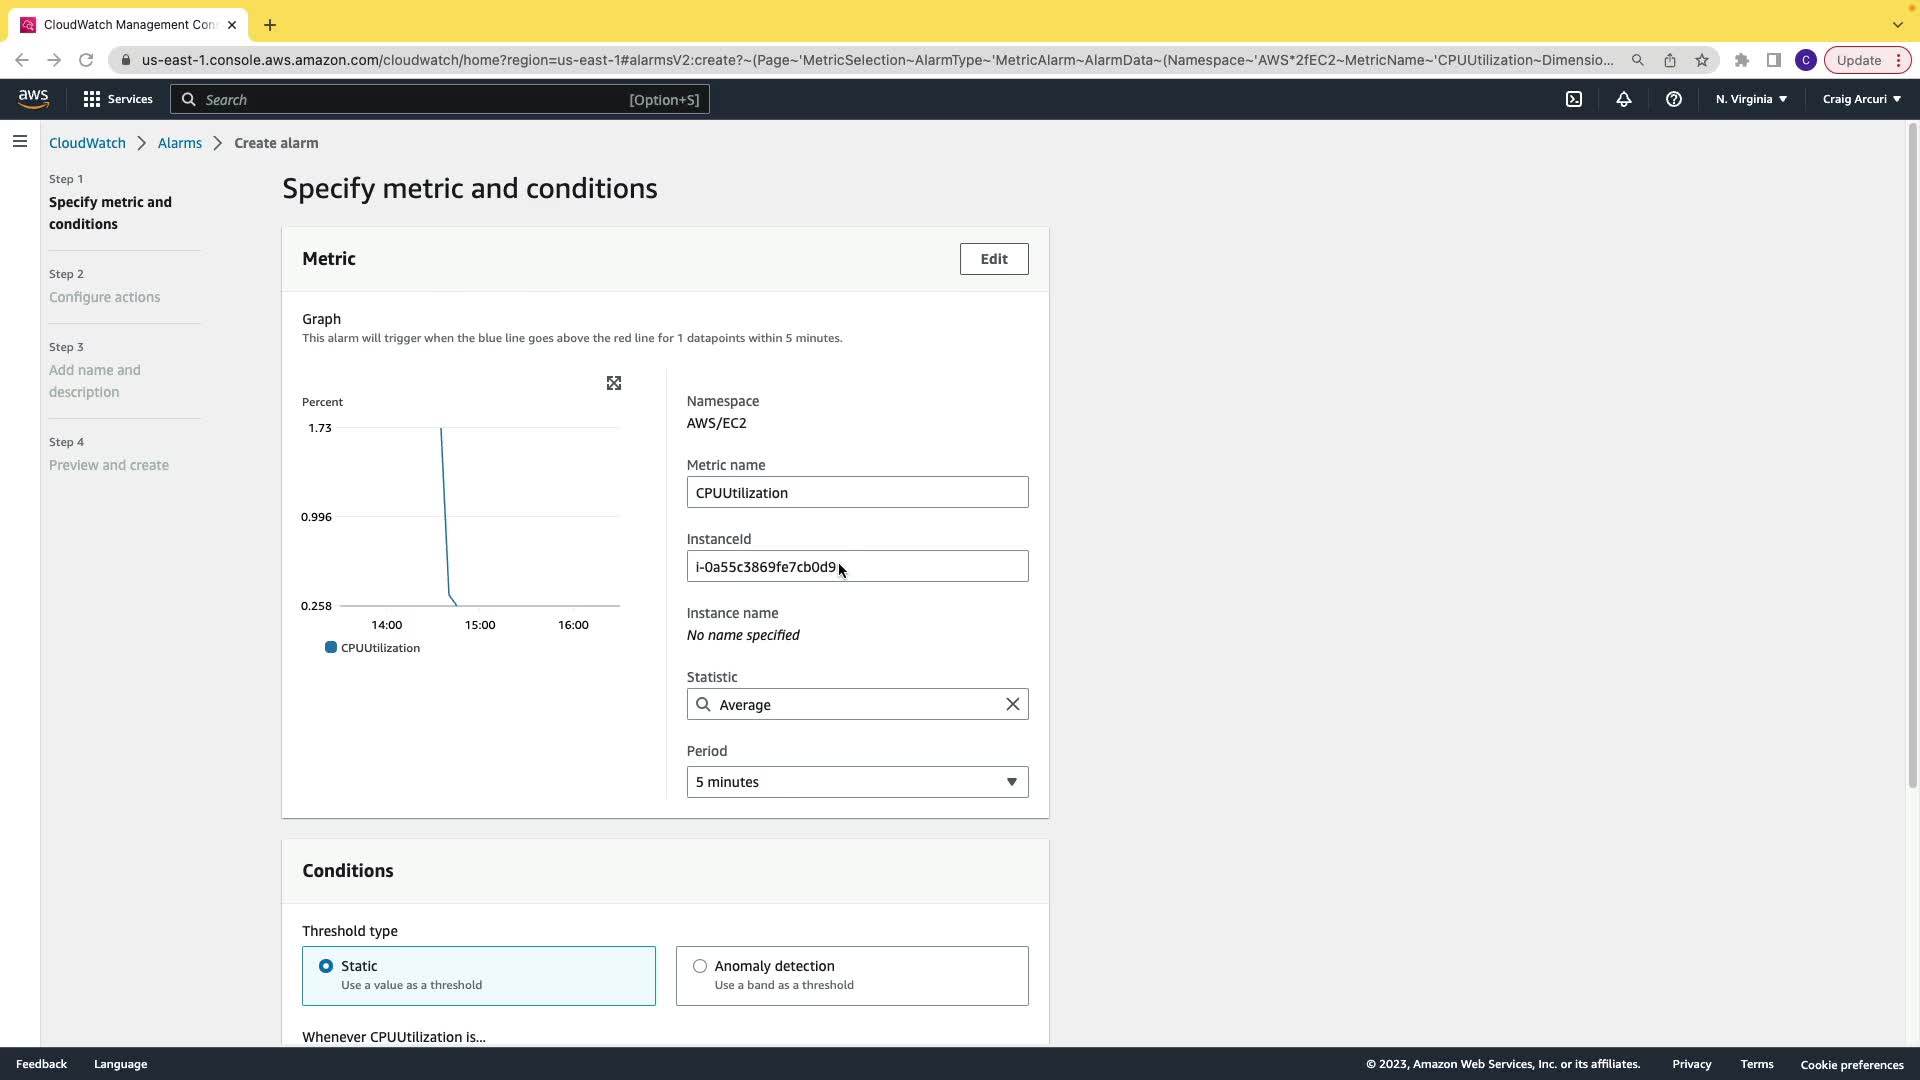 CloudWatch Management Con
us-east-1.console.aws.amazon.com/cloudwatch/home?region=us-east-1#alarmsV2:create?~(Page~'MetricSelection~AlarmType~'MetricAlarm~AlarmData~(Namespace~'AWS*2fEC2~MetricName~'CPUUtilization~Dimensio...
C
Update
aws
Services
Search
[Option+S]
N. Virginia
Craig Arcuri
CloudWatch
Alarms
Create alarm
Step 1
Specify metric and
conditions
Step 2
Configure actions
Step 3
Add name and
description
Step 4
Preview and create
Specify metric and conditions
Metric
Edit
Graph
This alarm will trigger when the blue line goes above the red line for 1 datapoints within 5 minutes.
Percent
1.73
0.996
0.258
14:00
15:00
16:00
CPUUtilization
Namespace
AWS/EC2
Metric name
CPUUtilization
InstanceId
i-0a55c3869fe7cb0d9
Instance name
No name specified
Statistic
Average
Period
5 minutes
Conditions
Threshold type
Static
Use a value as a threshold
Anomaly detection
Use a band as a threshold
Whenever CPUUtilization is...
Feedback
Language
© 2023, Amazon Web Services, Inc. or its affiliates.
Privacy
Terms
Cookie preferences